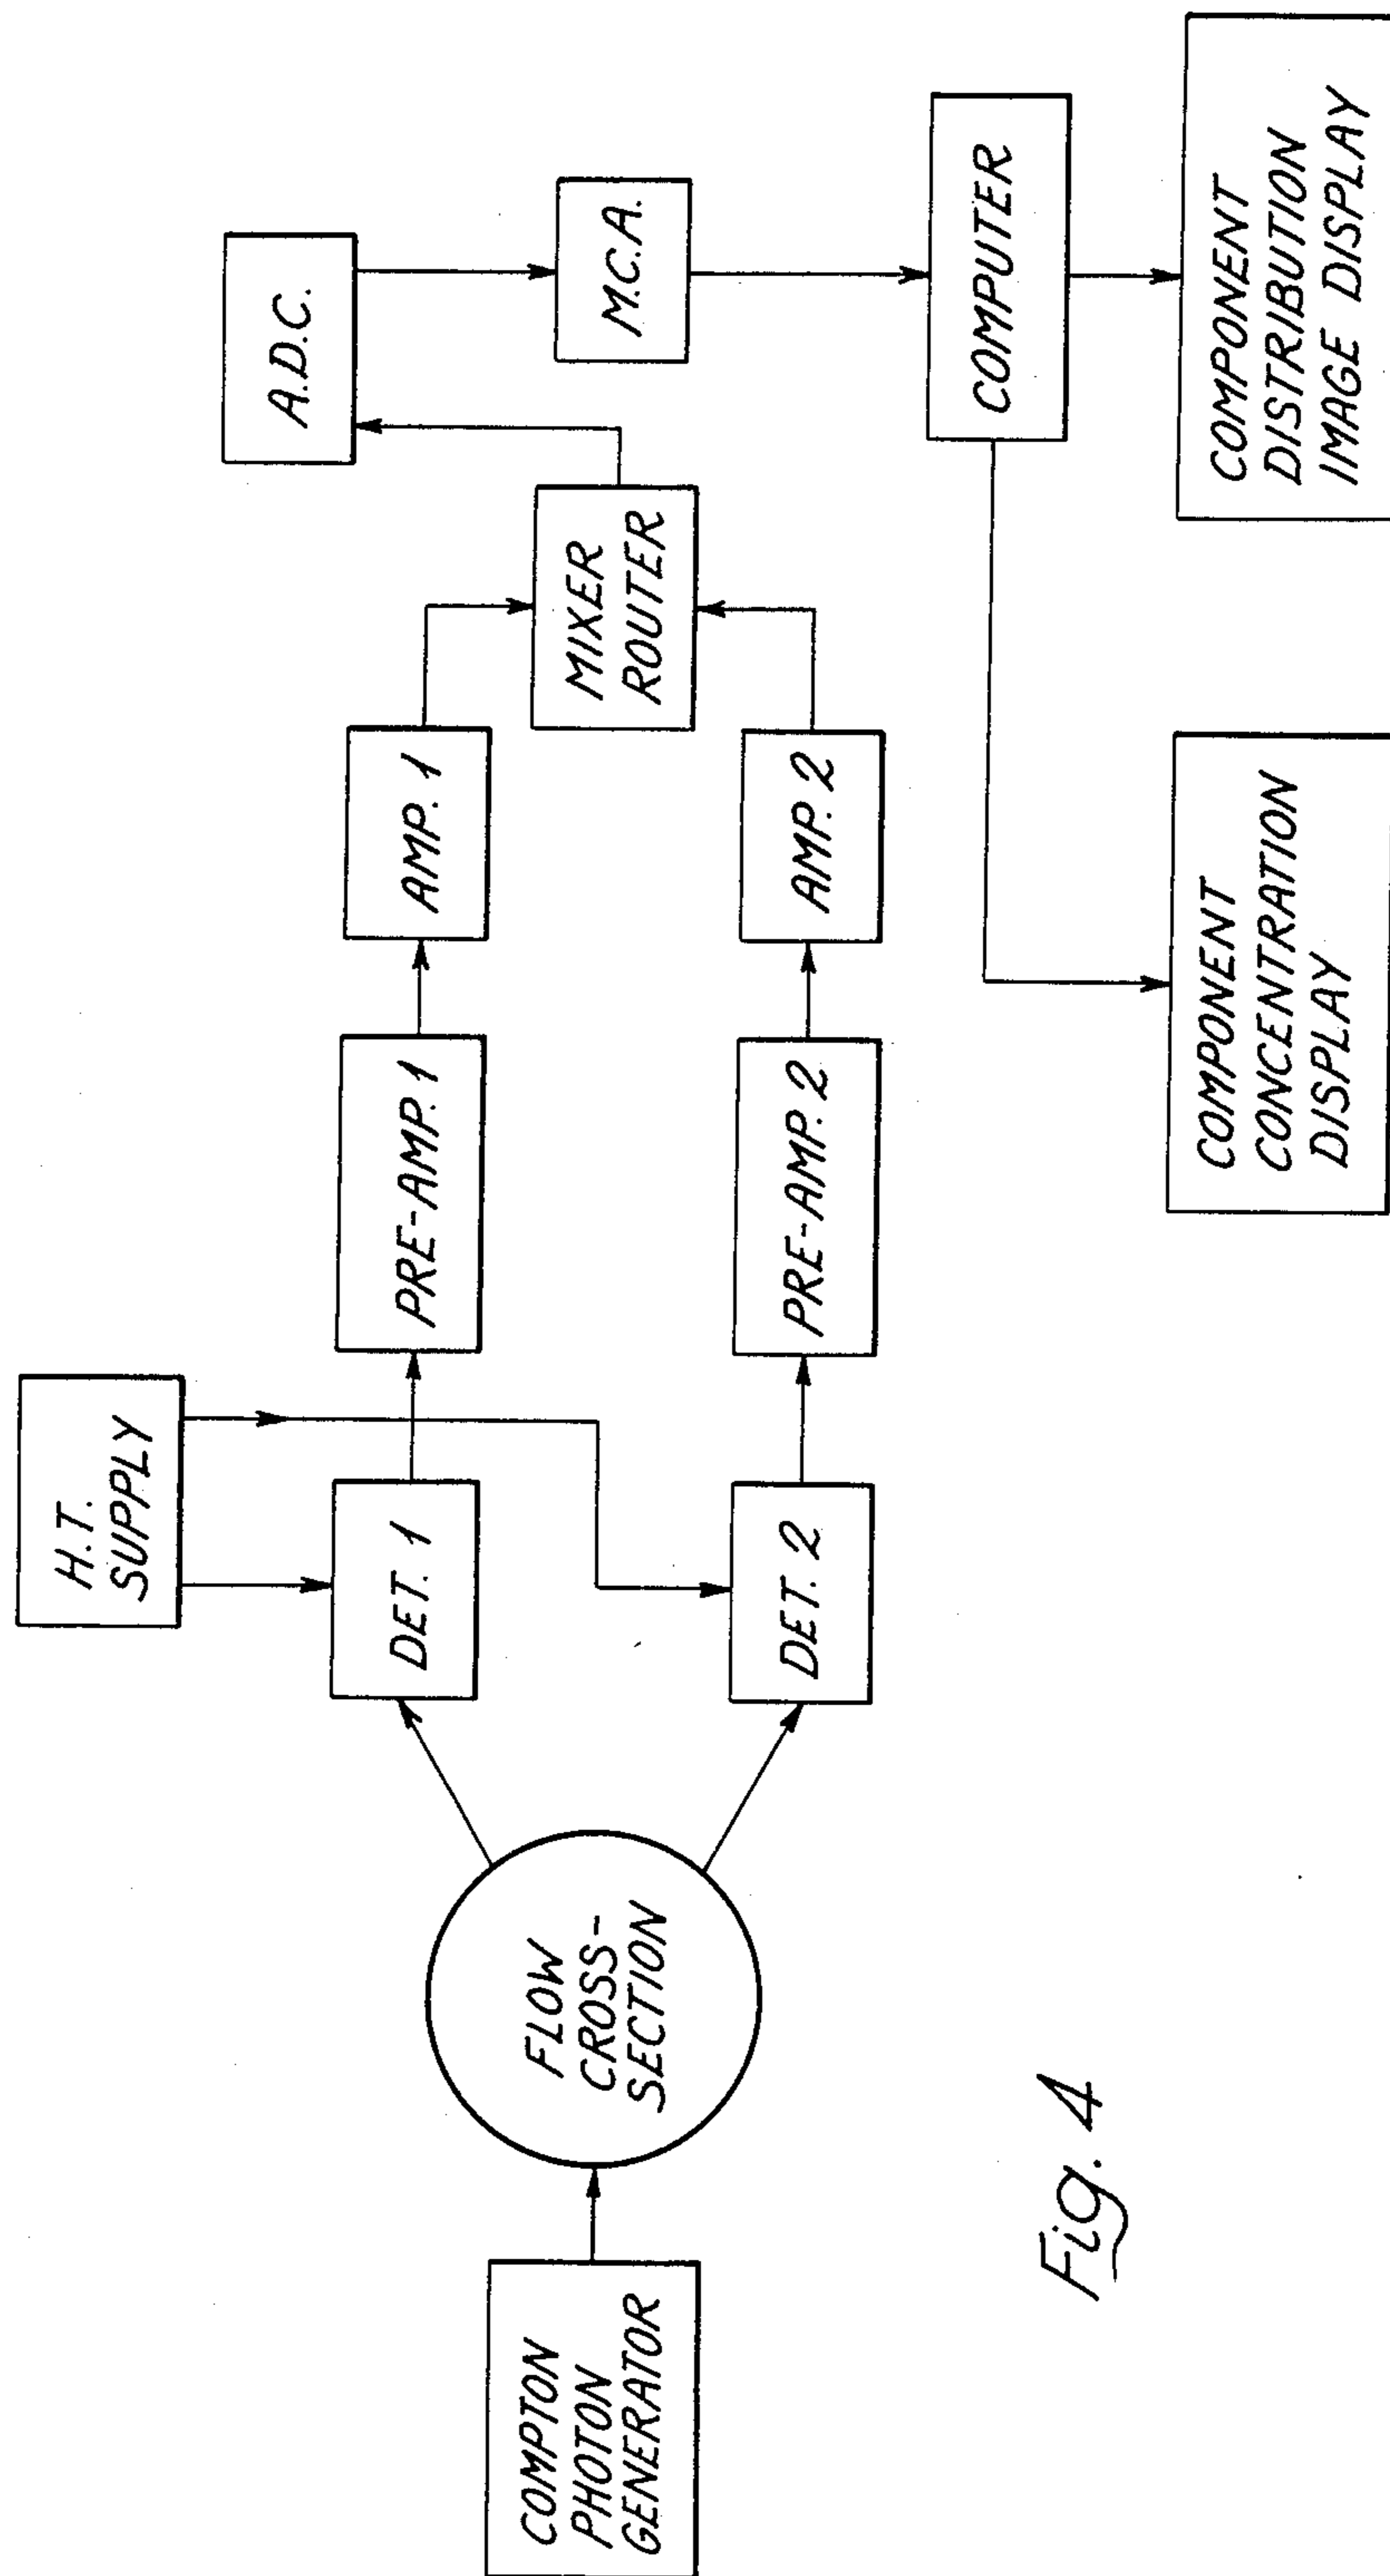 COMPTON
PHOTON
GENERATOR
FLOW
CROSS-
SECTION
H.T.
SUPPLY
DET. 1
DET. 2
PRE-AMP. 1
PRE-AMP. 2
AMP. 1
AMP. 2
MIXER
ROUTER
A.D.C.
M.C.A.
COMPUTER
COMPONENT
CONCENTRATION
DISPLAY
COMPONENT
DISTRIBUTION
IMAGE DISPLAY
Fig. 4